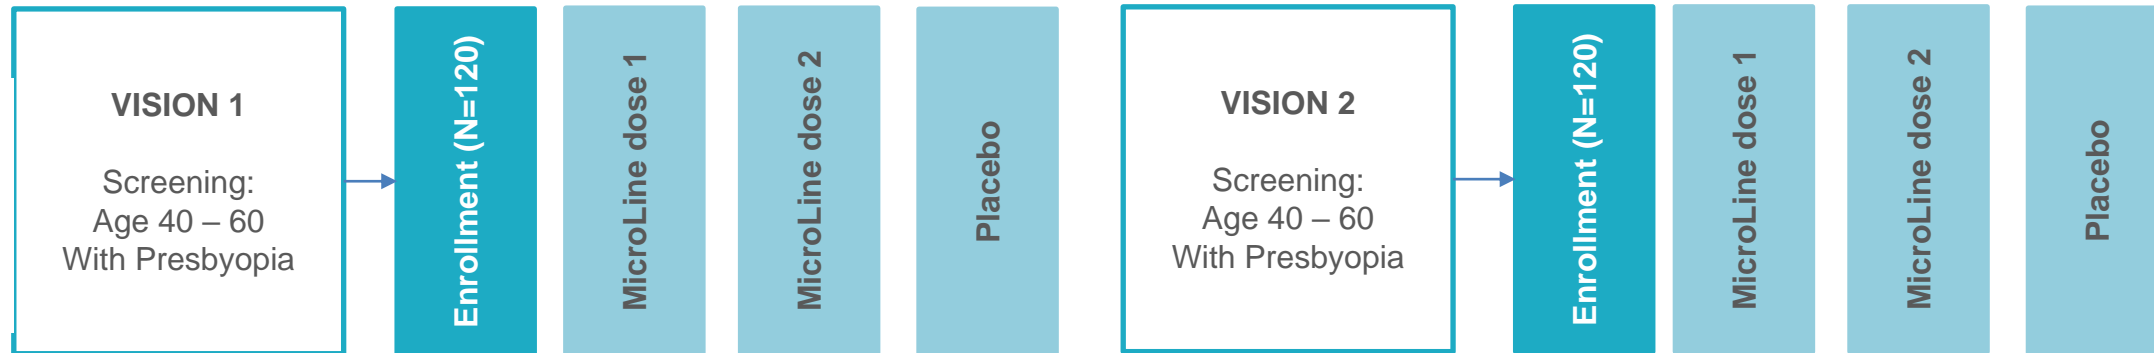 VISION 1
Screening:
Age 40 – 60
With Presbyopia
Enrollment (N=120)
MicroLine dose 1
MicroLine dose 2
Placebo
VISION 2
Screening:
Age 40 – 60
With Presbyopia
Enrollment (N=120)
MicroLine dose 1
MicroLine dose 2
Placebo